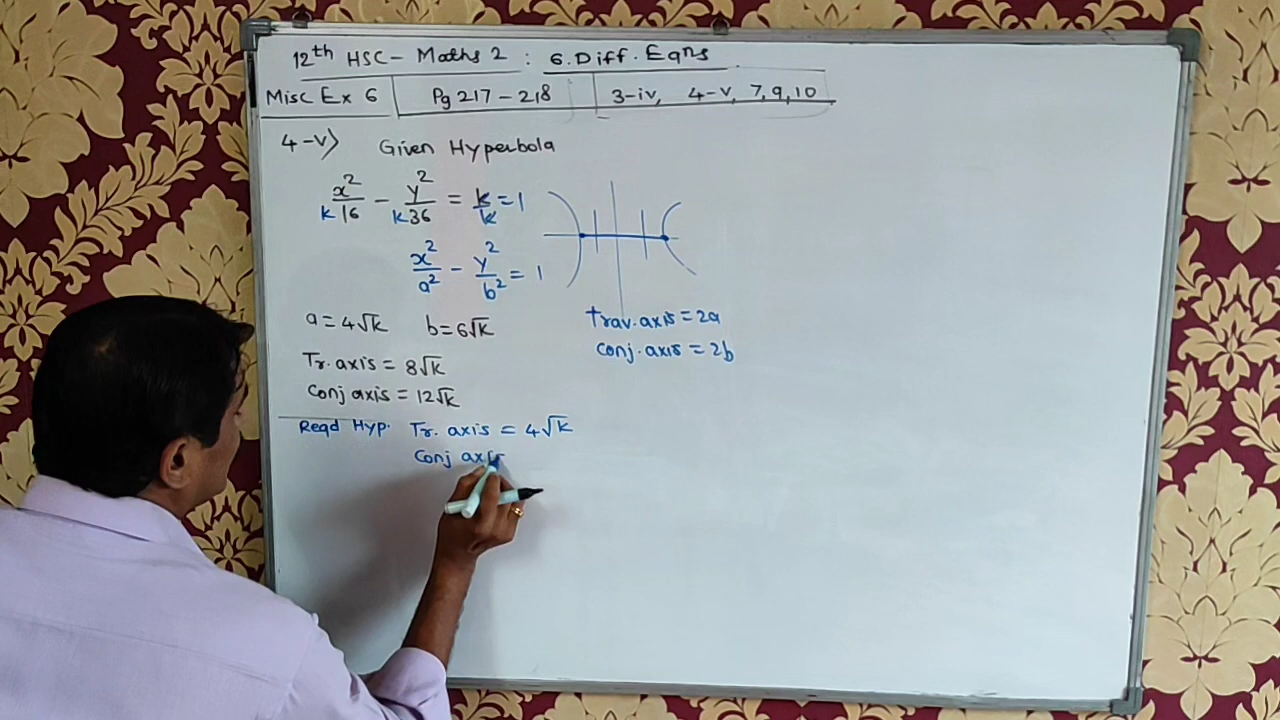 12th HSC - Maths 2 : 6. Diff. Eqns
Misc Ex 6 Pg 217 - 218 3-iv, 4-v, 7, 9, 10
4-v) Given Hyperbola
x²/k16 - y²/k36 = k/k = 1
x²/a² - y²/b² = 1
a = 4√k b = 6√k
Trav. axis = 2a
Conj. axis = 2b
Tr. axis = 8√k
Conj axis = 12√k
Reqd Hyp. Tr. axis = 4√k
Conj axis